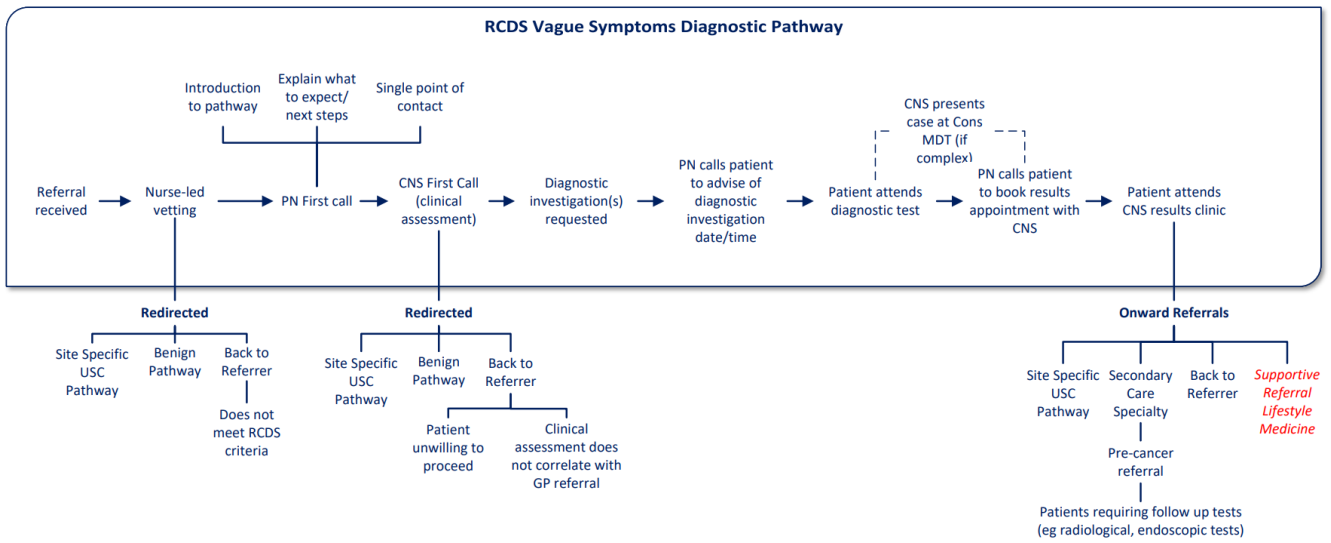 RCDS Vague Symptoms Diagnostic Pathway
Introduction
to pathway
Explain what
to expect/
next steps
Single point of
contact
CNS presents
case at Cons
MDT (if
complex)
Referral
received
Nurse-led
vetting
PN First call
CNS First Call
(clinical
assessment)
Diagnostic
investigation(s)
requested
PN calls patient
to advise of
diagnostic
investigation
date/time
Patient attends
diagnostic test
PN calls patient
to book results
appointment with
CNS
Patient attends
CNS results clinic
Redirected
Site Specific
USC
Pathway
Benign
Pathway
Back to
Referrer
Does not
meet RCDS
criteria
Redirected
Site Specific
USC
Pathway
Benign
Pathway
Back to
Referrer
Patient
unwilling to
proceed
Clinical
assessment does
not correlate with
GP referral
Onward Referrals
Site Specific
USC
Pathway
Secondary
Care
Specialty
Back to
Referrer
Supportive
Referral
Lifestyle
Medicine
Pre-cancer
referral
Patients requiring follow up tests
(eg radiological, endoscopic tests)